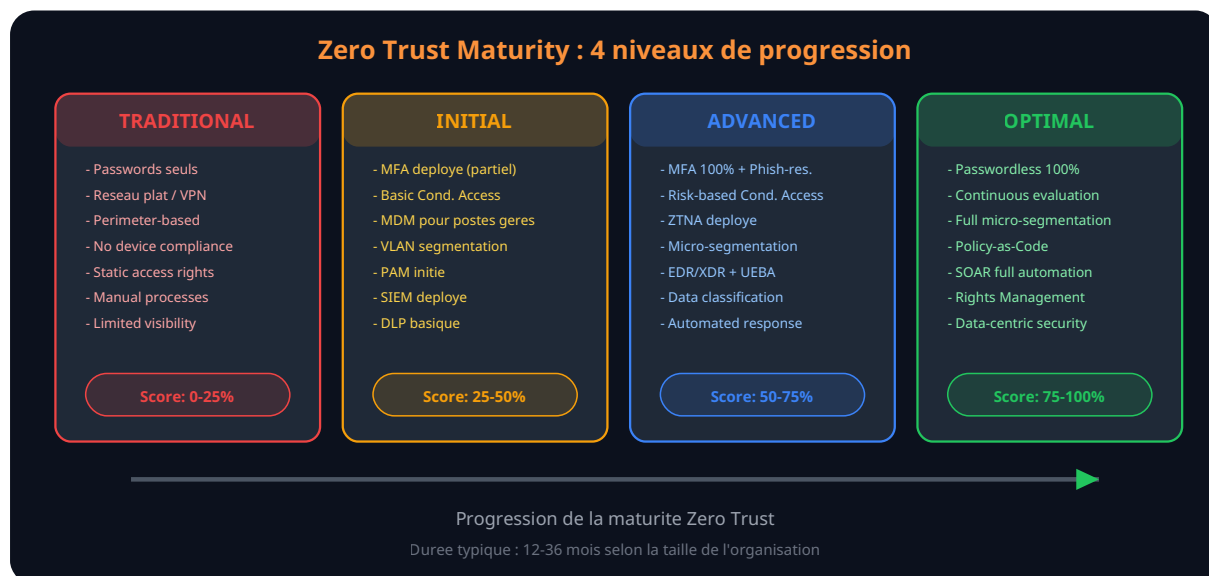 Zero Trust Maturity : 4 niveaux de progression
TRADITIONAL
- Passwords seuls
- Reseau plat / VPN
- Perimeter-based
- No device compliance
- Static access rights
- Manual processes
- Limited visibility
Score: 0-25%
INITIAL
- MFA deploye (partiel)
- Basic Cond. Access
- MDM pour postes geres
- VLAN segmentation
- PAM initie
- SIEM deploye
- DLP basique
Score: 25-50%
ADVANCED
- MFA 100% + Phish-res.
- Risk-based Cond. Access
- ZTNA deploye
- Micro-segmentation
- EDR/XDR + UEBA
- Data classification
- Automated response
Score: 50-75%
OPTIMAL
- Passwordless 100%
- Continuous evaluation
- Full micro-segmentation
- Policy-as-Code
- SOAR full automation
- Rights Management
- Data-centric security
Score: 75-100%
Progression de la maturite Zero Trust
Duree typique : 12-36 mois selon la taille de l'organisation